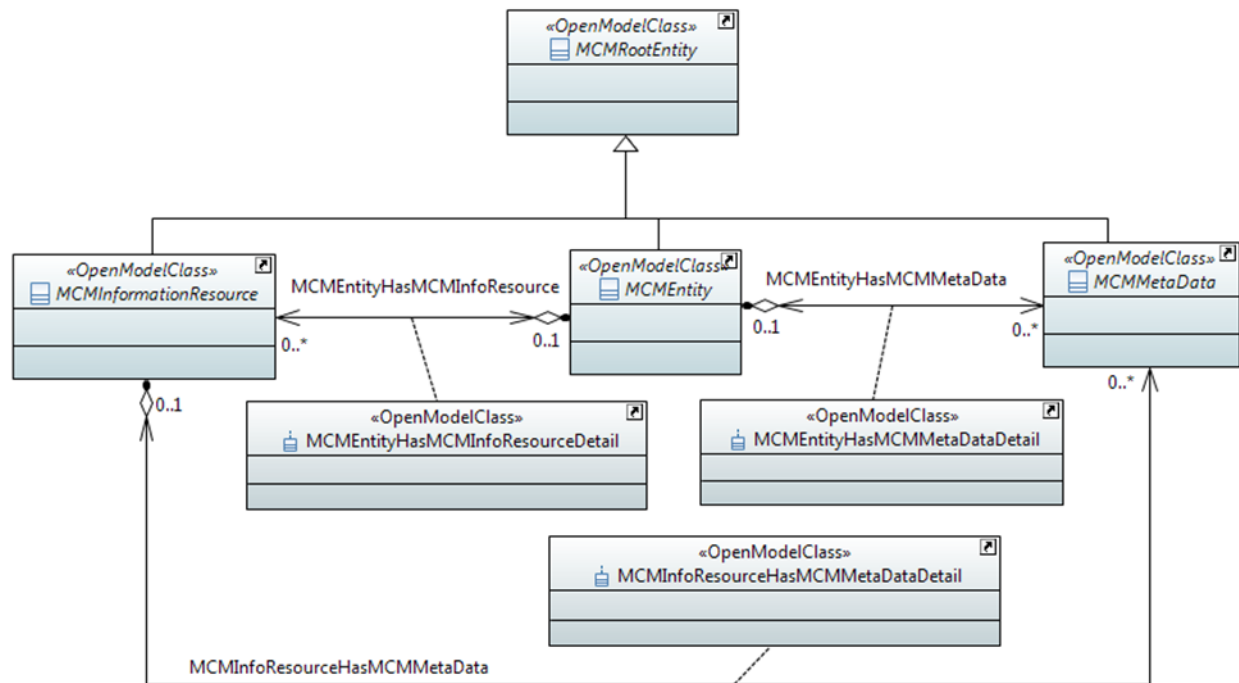 «OpenModelClass»
MCMRootEntity
«OpenModelClass»
MCMInformationResource
MCMEntityHasMCMInfoResource
«OpenModelClass»
MCMEntity
MCMEntityHasMCMMetaData
«OpenModelClass»
MCMMetaData
0..*
0..1
0..1
0..*
0..1
0..*
«OpenModelClass»
MCMEntityHasMCMInfoResourceDetail
«OpenModelClass»
MCMEntityHasMCMMetaDataDetail
«OpenModelClass»
MCMInfoResourceHasMCMMetaDataDetail
MCMInfoResourceHasMCMMetaData